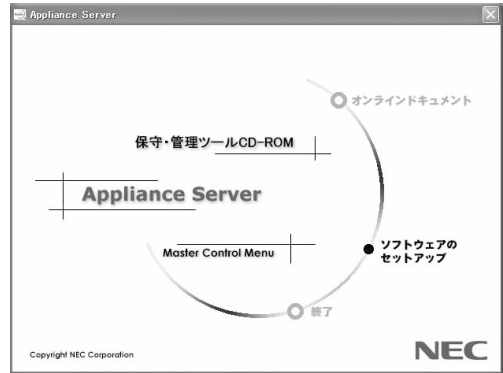 Appliance Server
オンラインドキュメント
保守・管理ツールCD-ROM
Appliance Server
Master Control Menu
ソフトウェアの
セットアップ
終了
Copyright NEC Corporation
NEC